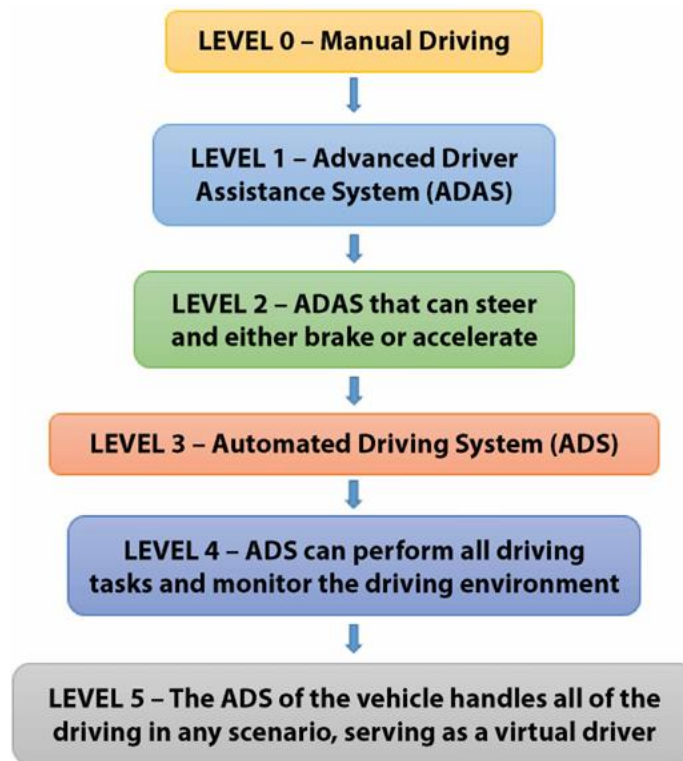 LEVEL 0 – Manual Driving
LEVEL 1 – Advanced Driver
Assistance System (ADAS)
LEVEL 2 – ADAS that can steer
and either brake or accelerate
LEVEL 3 – Automated Driving System (ADS)
LEVEL 4 – ADS can perform all driving
tasks and monitor the driving environment
LEVEL 5 – The ADS of the vehicle handles all of the
driving in any scenario, serving as a virtual driver